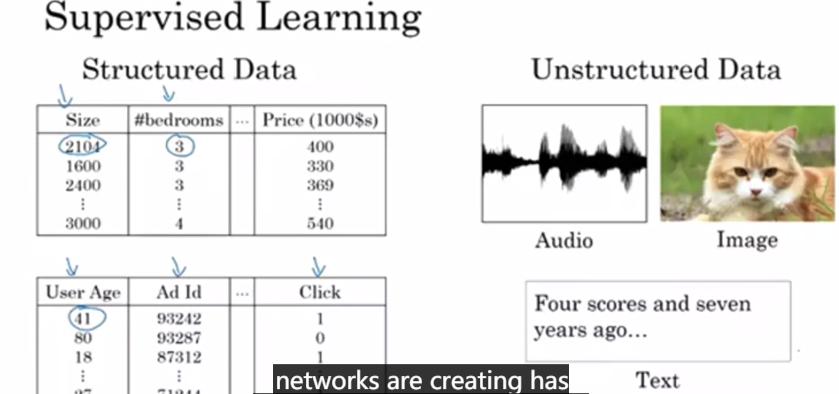 Supervised Learning
Structured Data
Size #bedrooms ... Price (1000$s)
2104 3 400
1600 3 330
2400 3 369
⋮ ⋮ ⋮
3000 4 540
User Age Ad Id ... Click
41 93242 1
80 93287 0
18 87312 1
⋮ ⋮ ⋮
Unstructured Data
Audio
Image
Four scores and seven
years ago...
Text
networks are creating has